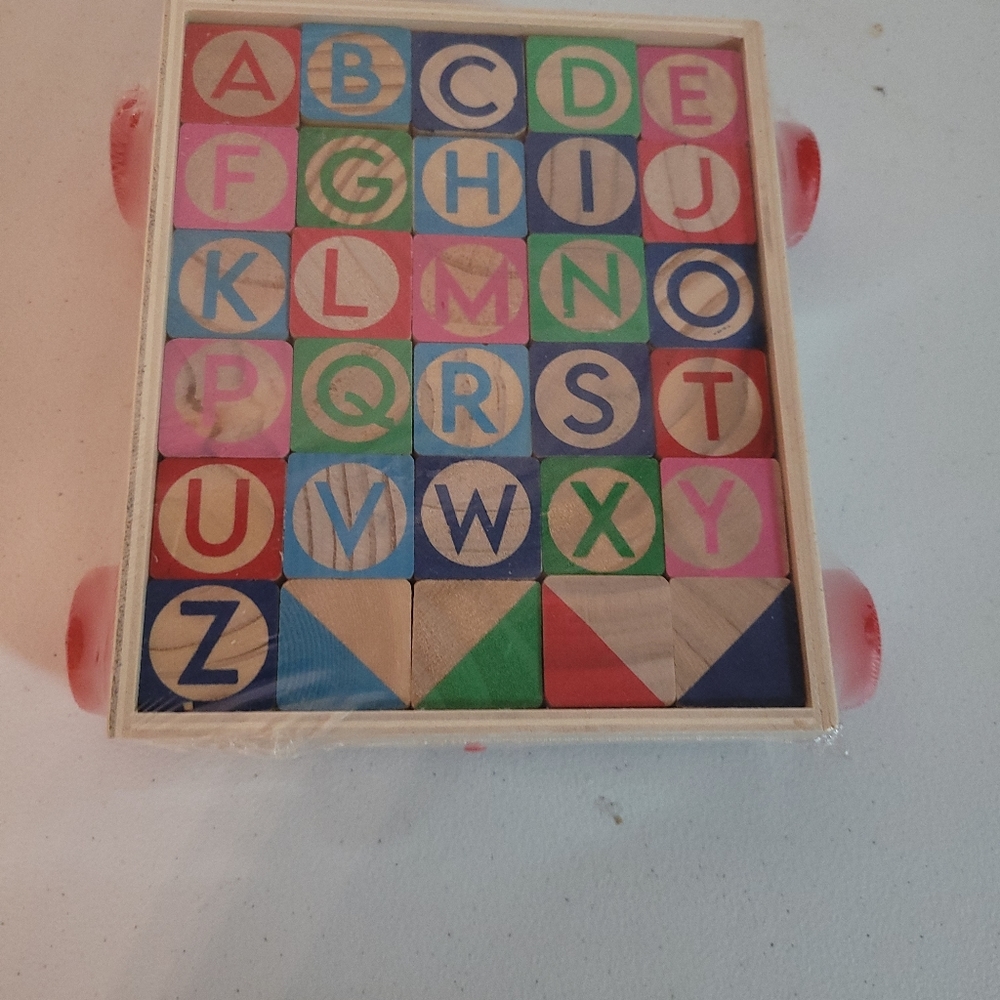 A B C D E
F G H I J
K L M N O
P Q R S T
U V W X Y
Z